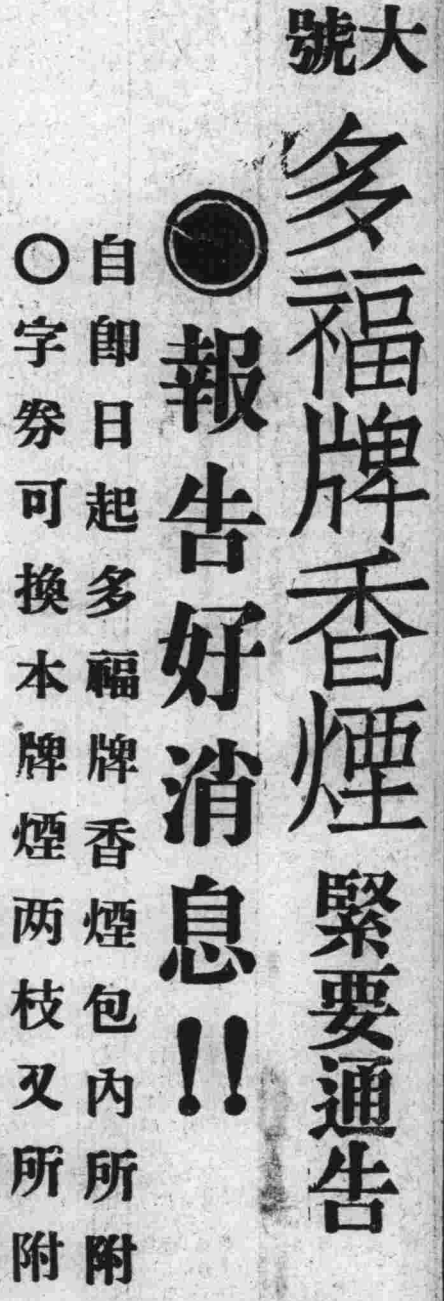 大號
多福牌香煙
緊要通告
●報告好消息!!
自即日起多福牌香煙包內所附
○字券可換本牌煙两枝又所附